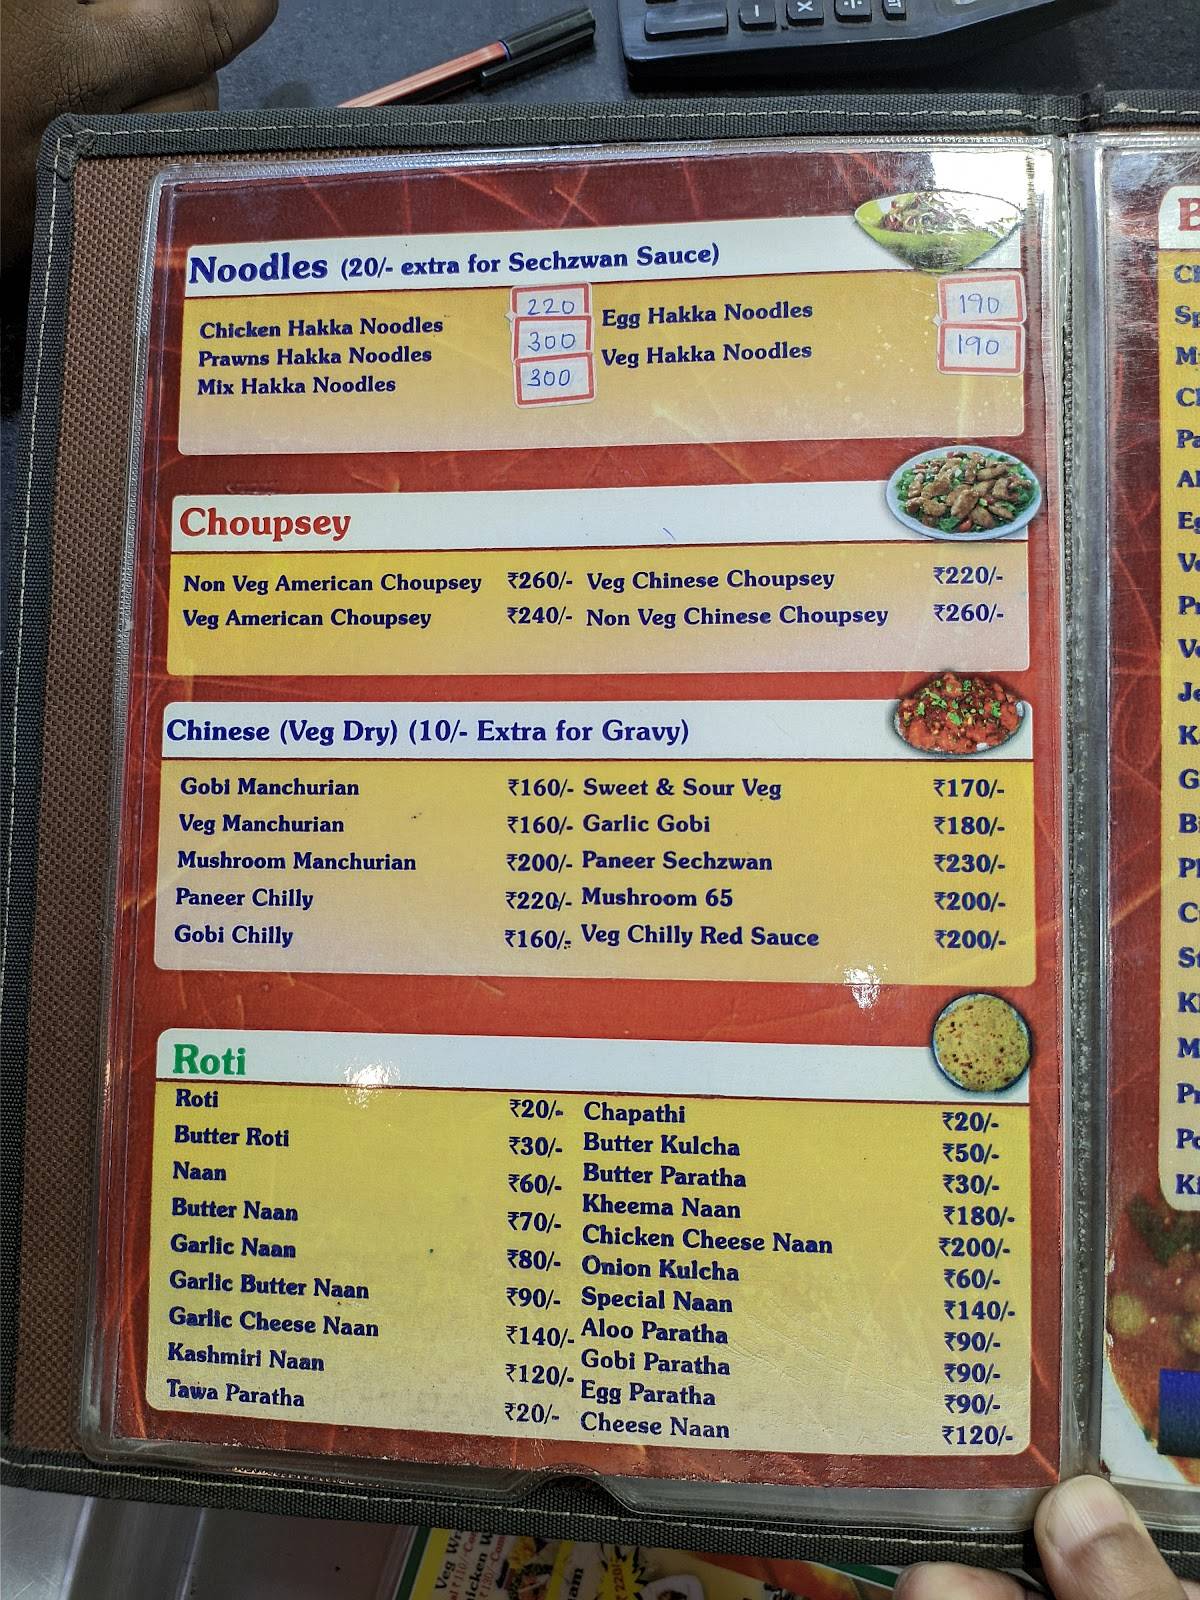 Noodles (20/- extra for Sechzwan Sauce)
Chicken Hakka Noodles 220 Egg Hakka Noodles 190
Prawns Hakka Noodles 300 Veg Hakka Noodles 190
Mix Hakka Noodles 300
Choupsey
Non Veg American Choupsey ₹260/- Veg Chinese Choupsey ₹220/-
Veg American Choupsey ₹240/- Non Veg Chinese Choupsey ₹260/-
Chinese (Veg Dry) (10/- Extra for Gravy)
Gobi Manchurian ₹160/- Sweet & Sour Veg ₹170/-
Veg Manchurian ₹160/- Garlic Gobi ₹180/-
Mushroom Manchurian ₹200/- Paneer Sechzwan ₹230/-
Paneer Chilly ₹220/- Mushroom 65 ₹200/-
Gobi Chilly ₹160/- Veg Chilly Red Sauce ₹200/-
Roti
Roti ₹20/-
Butter Roti ₹30/-
Naan ₹60/-
Butter Naan ₹70/-
Garlic Naan ₹80/-
Garlic Butter Naan ₹90/-
Garlic Cheese Naan ₹140/-
Kashmiri Naan ₹120/-
Tawa Paratha ₹20/-
Chapathi ₹20/-
Butter Kulcha ₹50/-
Butter Paratha ₹30/-
Kheema Naan ₹180/-
Chicken Cheese Naan ₹200/-
Onion Kulcha ₹60/-
Special Naan ₹140/-
Aloo Paratha ₹90/-
Gobi Paratha ₹90/-
Egg Paratha ₹90/-
Cheese Naan ₹120/-